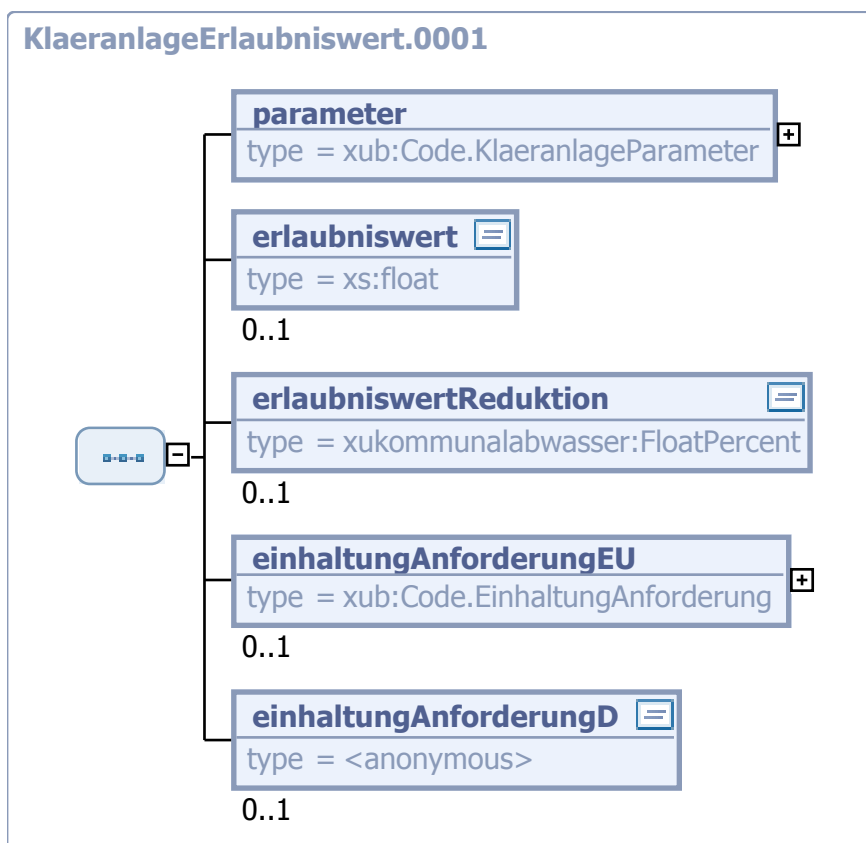 KlaeranlageErlaubniswert.0001
parameter
type = xub:Code.KlaeranlageParameter
erlaubniswert
type = xs:float
0..1
erlaubniswertReduktion
type = xukommunalabwasser:FloatPercent
0..1
einhaltungAnforderungEU
type = xub:Code.EinhaltungAnforderung
0..1
einhaltungAnforderungD
type = <anonymous>
0..1